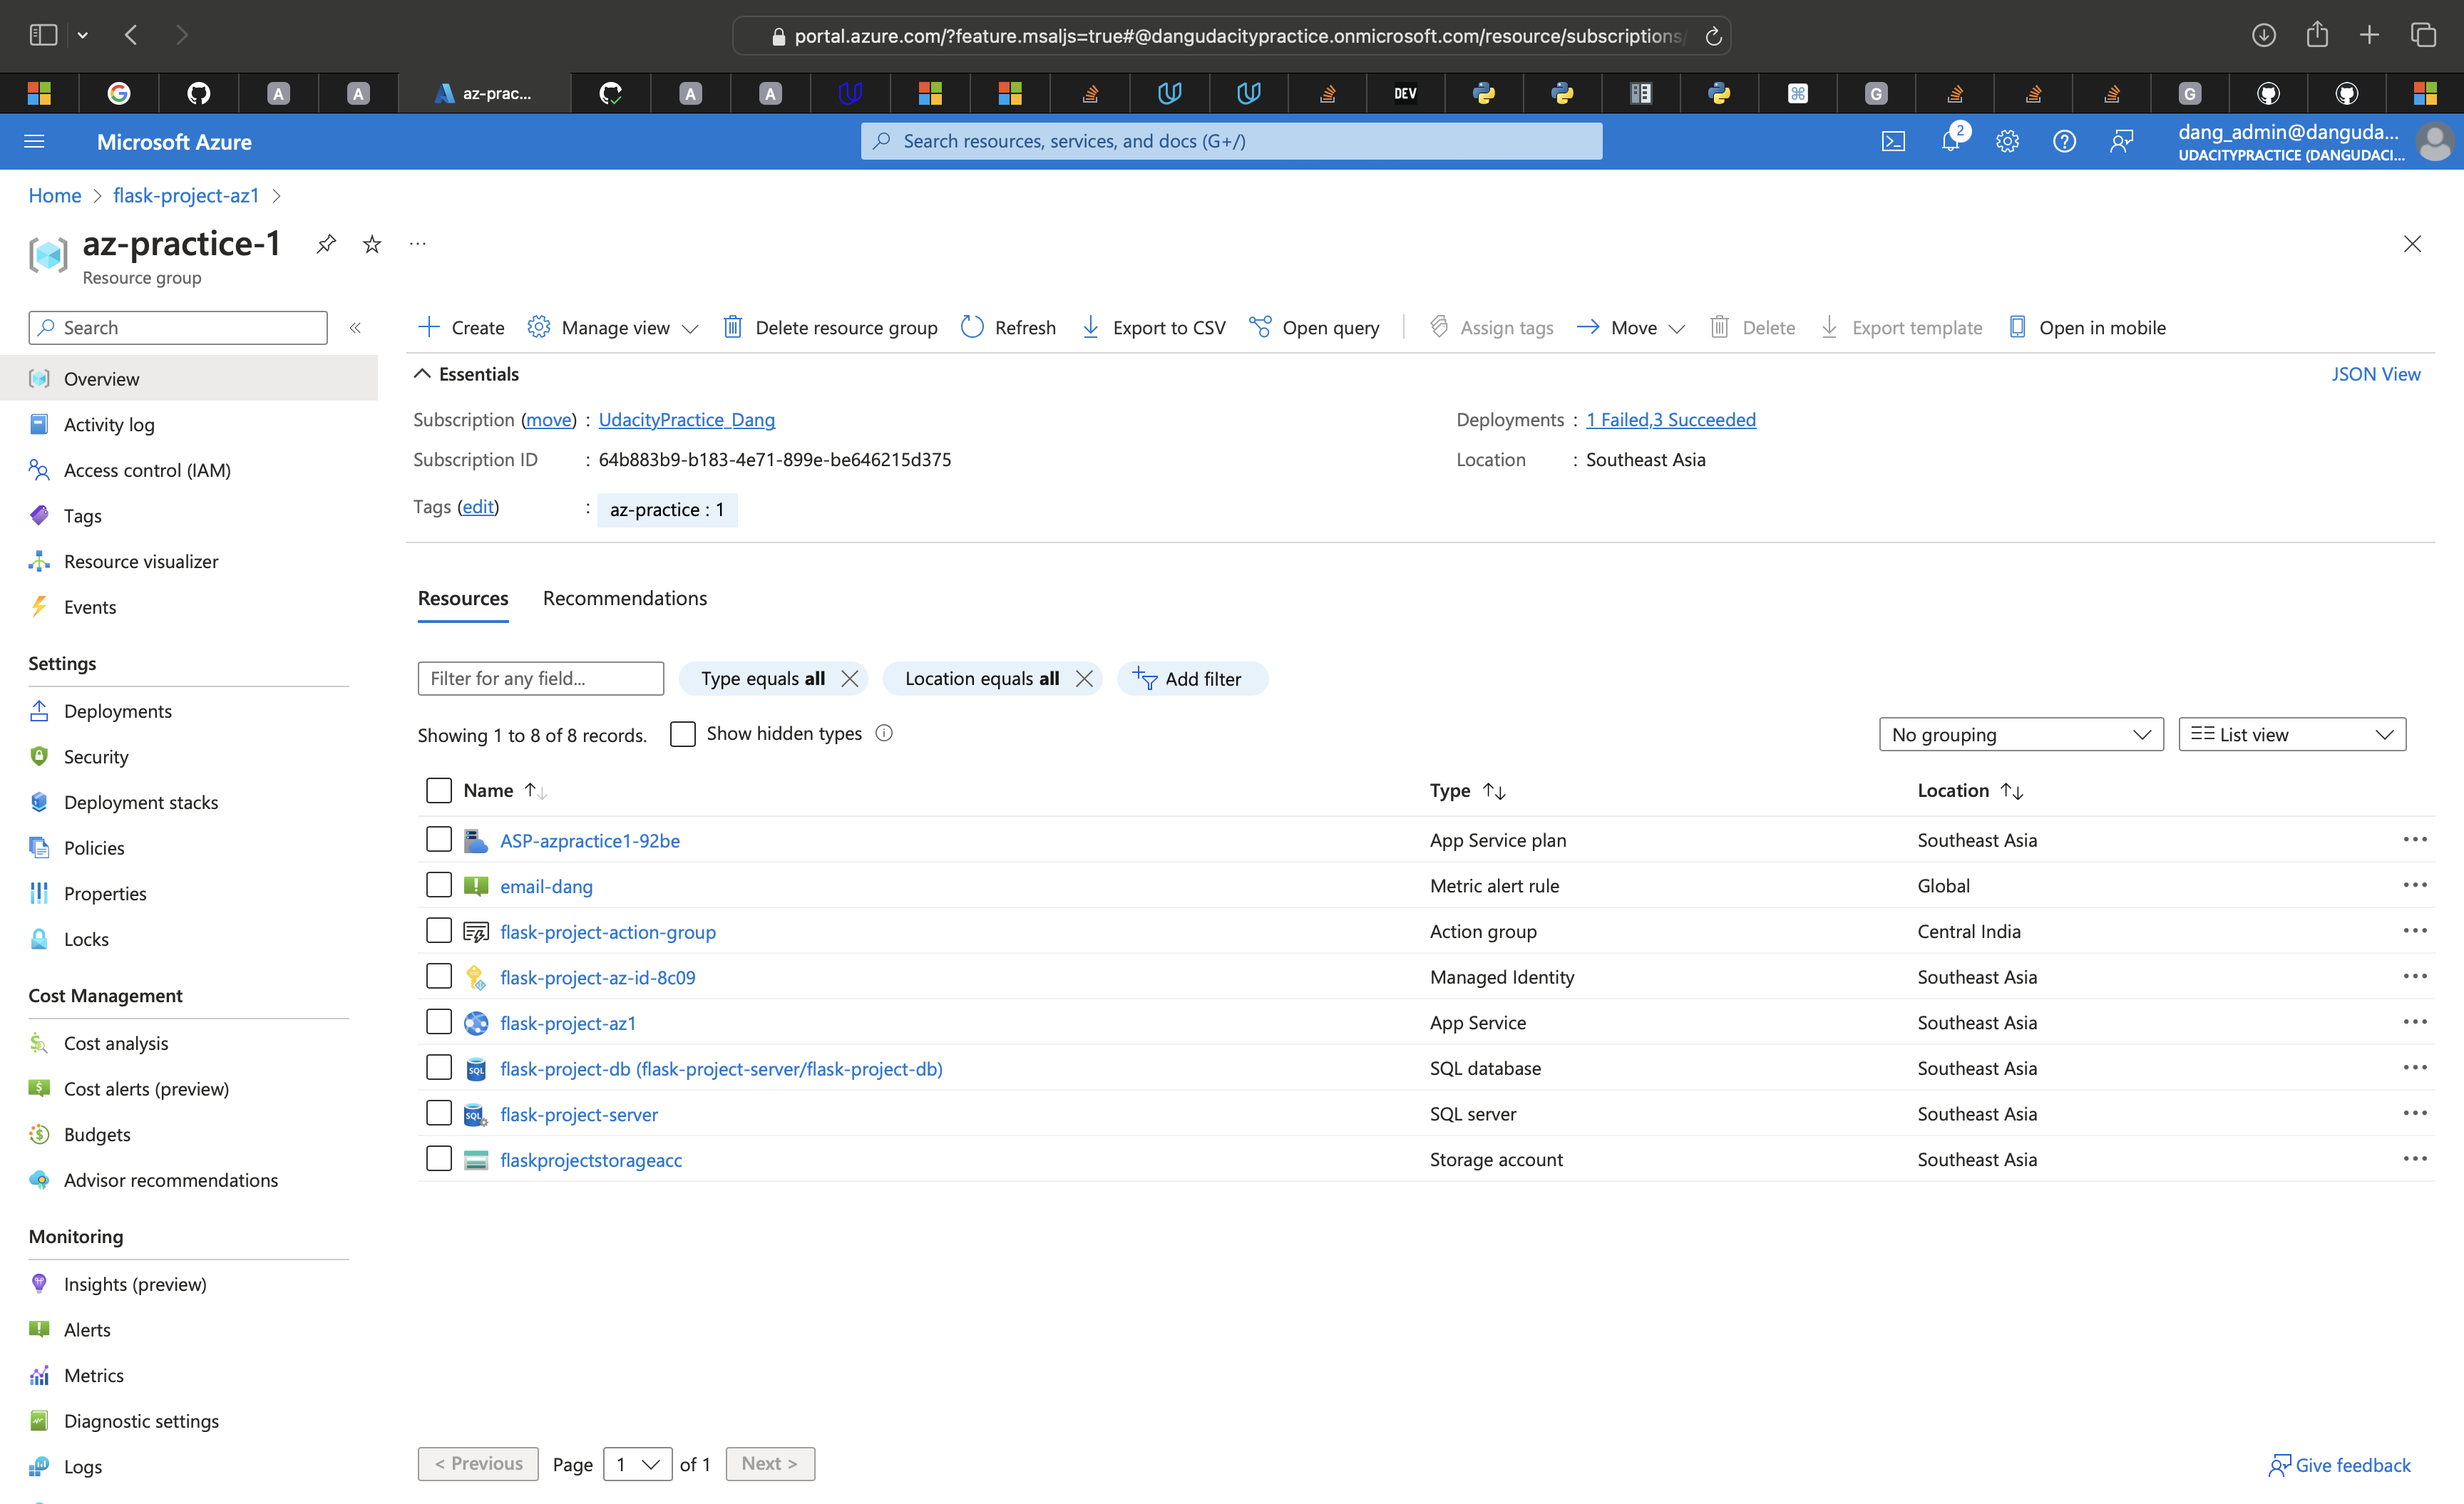 portal.azure.com/?feature.msaljs=true#@dangudacitypractice.onmicrosoft.com/resource/subscriptions/
A A az-prac... A A DEV G G
Microsoft Azure Search resources, services, and docs (G+/) 2 dang_admin@danguda...
UDACITYPRACTICE (DANGUDACI...
Home > flask-project-az1 >
az-practice-1 ...
Resource group
Search «
Create Manage view Delete resource group Refresh Export to CSV Open query Assign tags Move Delete Export template Open in mobile
Overview
Activity log
Access control (IAM)
Tags
Resource visualizer
Events
Settings
Deployments
Security
Deployment stacks
Policies
Properties
Locks
Cost Management
Cost analysis
Cost alerts (preview)
Budgets
Advisor recommendations
Monitoring
Insights (preview)
Alerts
Metrics
Diagnostic settings
Logs
Essentials JSON View
Subscription (move) : UdacityPractice_Dang Deployments : 1 Failed,3 Succeeded
Subscription ID : 64b883b9-b183-4e71-899e-be646215d375 Location : Southeast Asia
Tags (edit) : az-practice : 1
Resources Recommendations
Filter for any field... Type equals all Location equals all Add filter
Showing 1 to 8 of 8 records. Show hidden types No grouping List view
Name Type Location
ASP-azpractice1-92be App Service plan Southeast Asia
email-dang Metric alert rule Global
flask-project-action-group Action group Central India
flask-project-az-id-8c09 Managed Identity Southeast Asia
flask-project-az1 App Service Southeast Asia
flask-project-db (flask-project-server/flask-project-db) SQL database Southeast Asia
flask-project-server SQL server Southeast Asia
flaskprojectstorageacc Storage account Southeast Asia
< Previous Page 1 of 1 Next > Give feedback